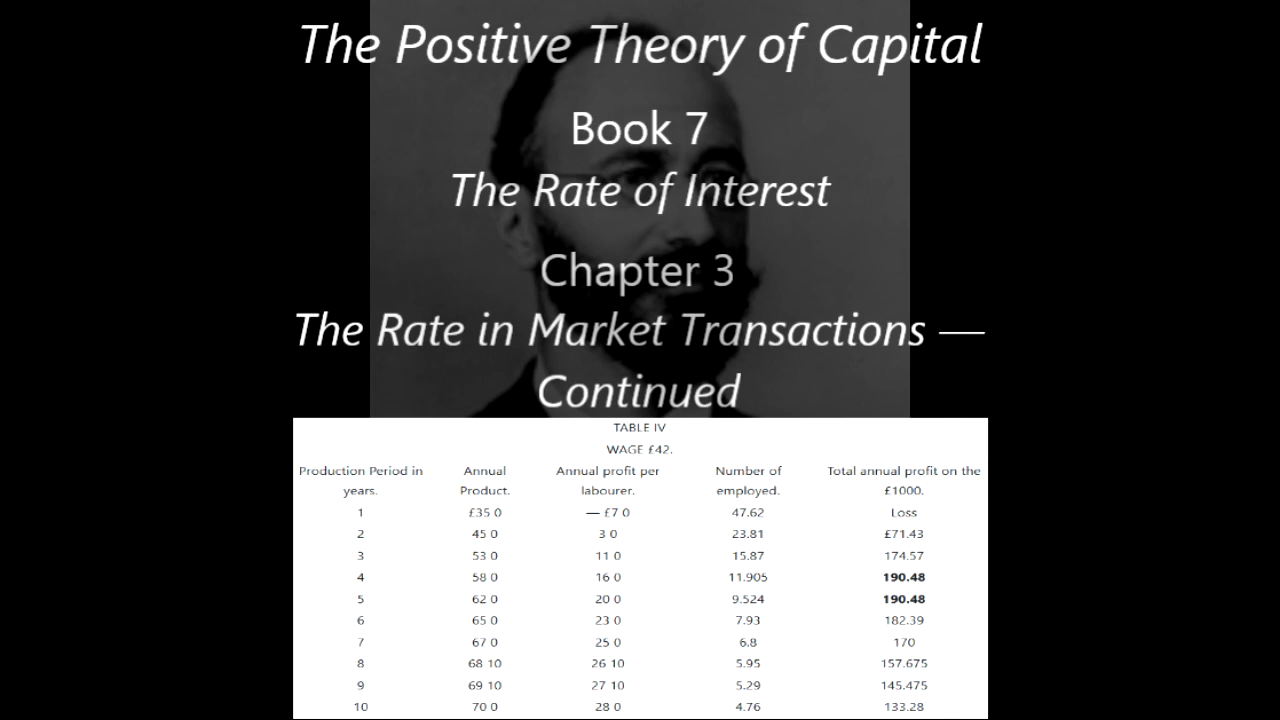 The Positive Theory of Capital
Book 7
The Rate of Interest
Chapter 3
The Rate in Market Transactions —
Continued
TABLE IV
WAGE £42.
Production Period in years. Annual Product. Annual profit per labourer. Number of employed. Total annual profit on the £1000.
1 £35 0 — £7 0 47.62 Loss
2 45 0 3 0 23.81 £71.43
3 53 0 11 0 15.87 174.57
4 58 0 16 0 11.905 190.48
5 62 0 20 0 9.524 190.48
6 65 0 23 0 7.93 182.39
7 67 0 25 0 6.8 170
8 68 10 26 10 5.95 157.675
9 69 10 27 10 5.29 145.475
10 70 0 28 0 4.76 133.28